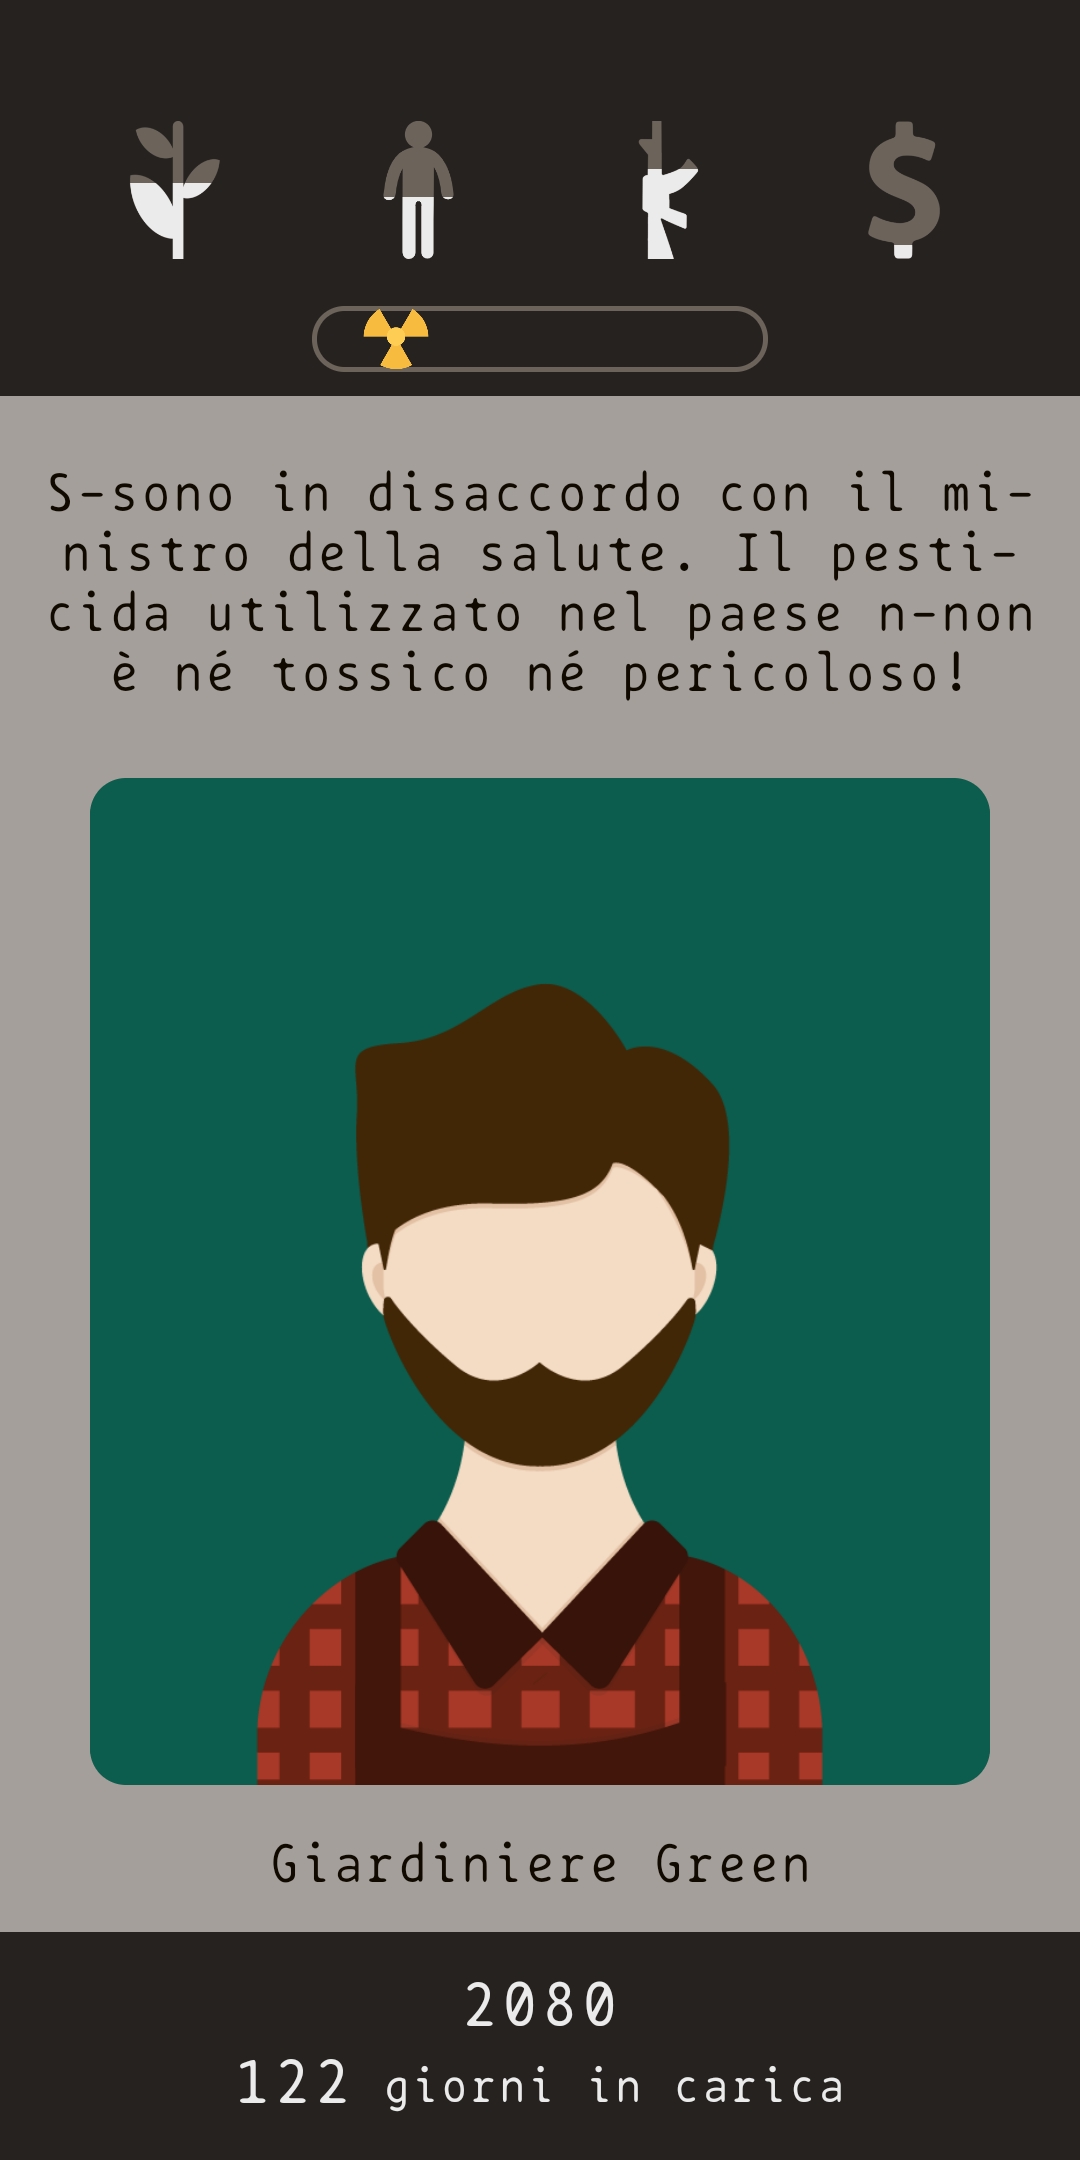 S-sono in disaccordo con il mi-
nistro della salute. Il pesti-
cida utilizzato nel paese n-non
è né tossico né pericoloso!
Giardiniere Green
2080
122 giorni in carica